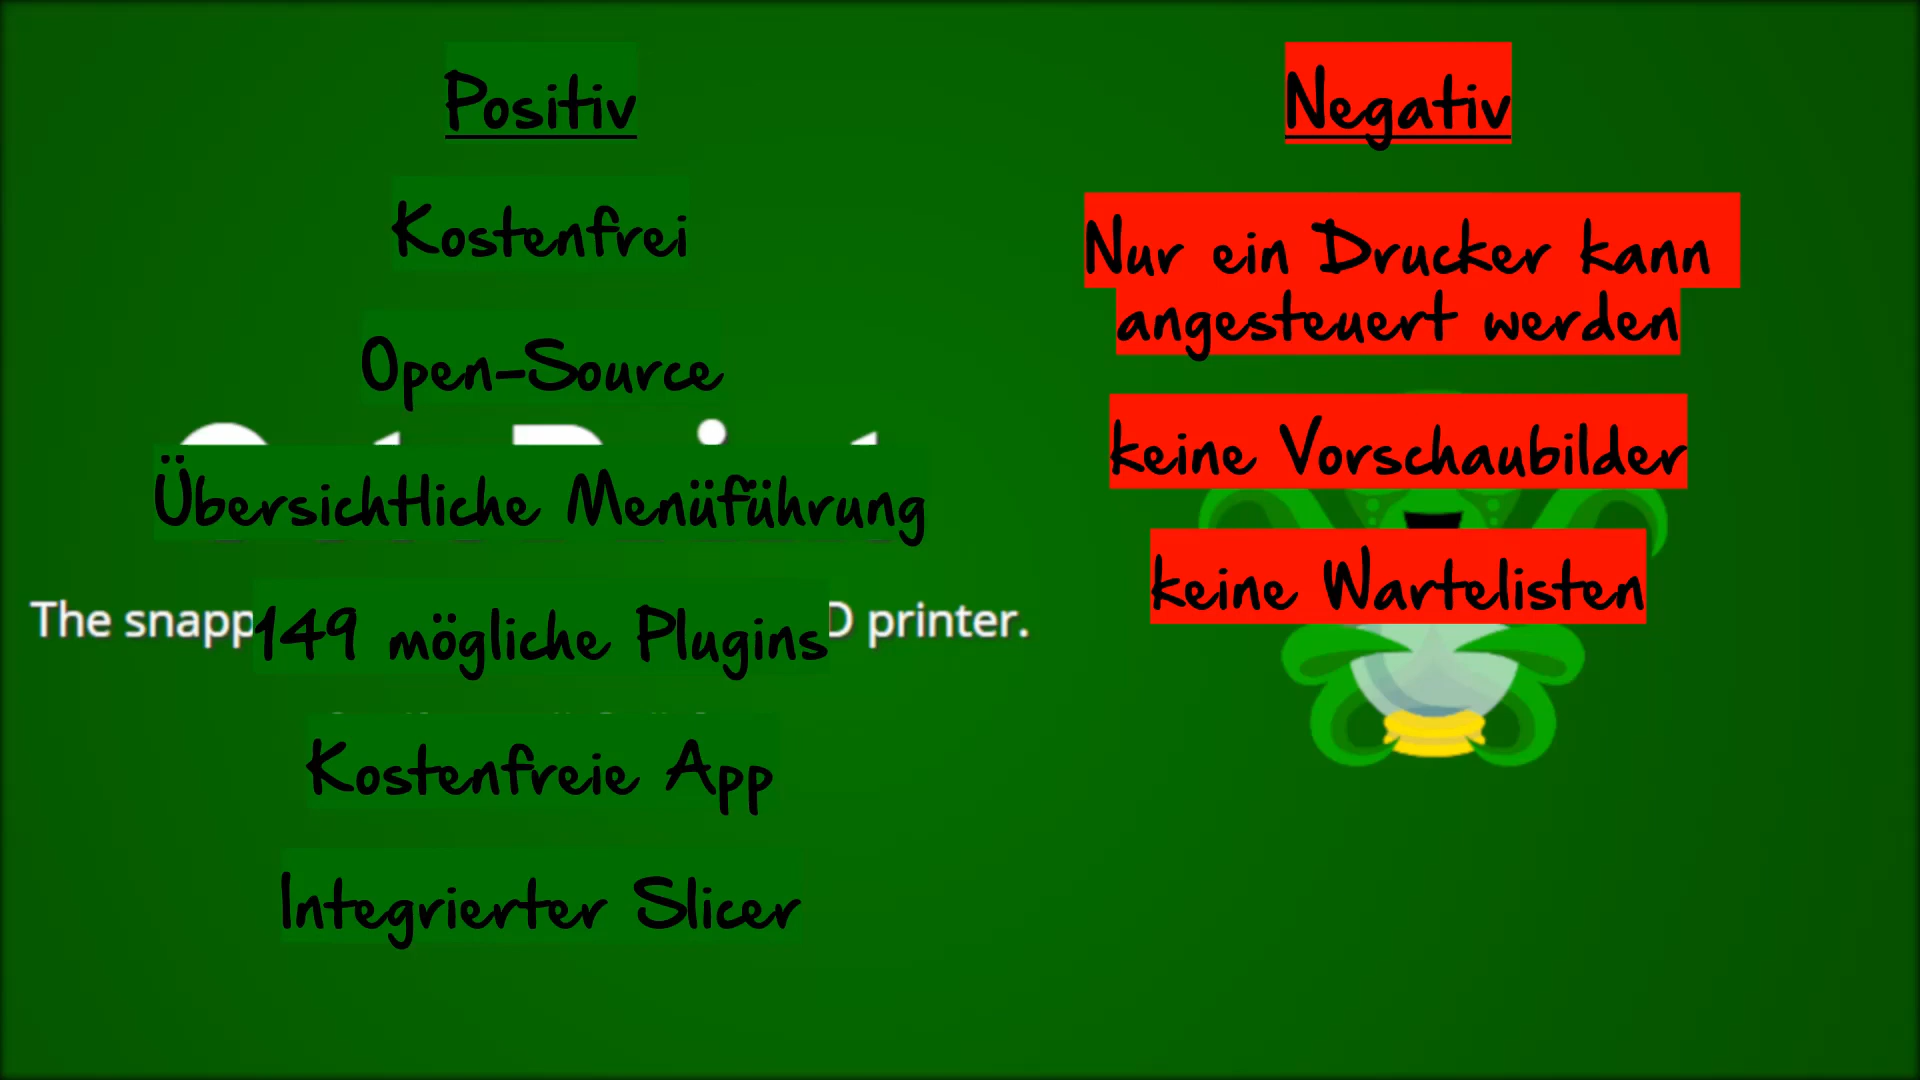 Positiv
Kostenfrei
Open-Source
Übersichtliche Menüführung
The snapp
149 mögliche Plugins
D printer.
Kostenfreie App
Integrierter Slicer
Negativ
Nur ein Drucker kann
angesteuert werden
keine Vorschaubilder
keine Wartelisten